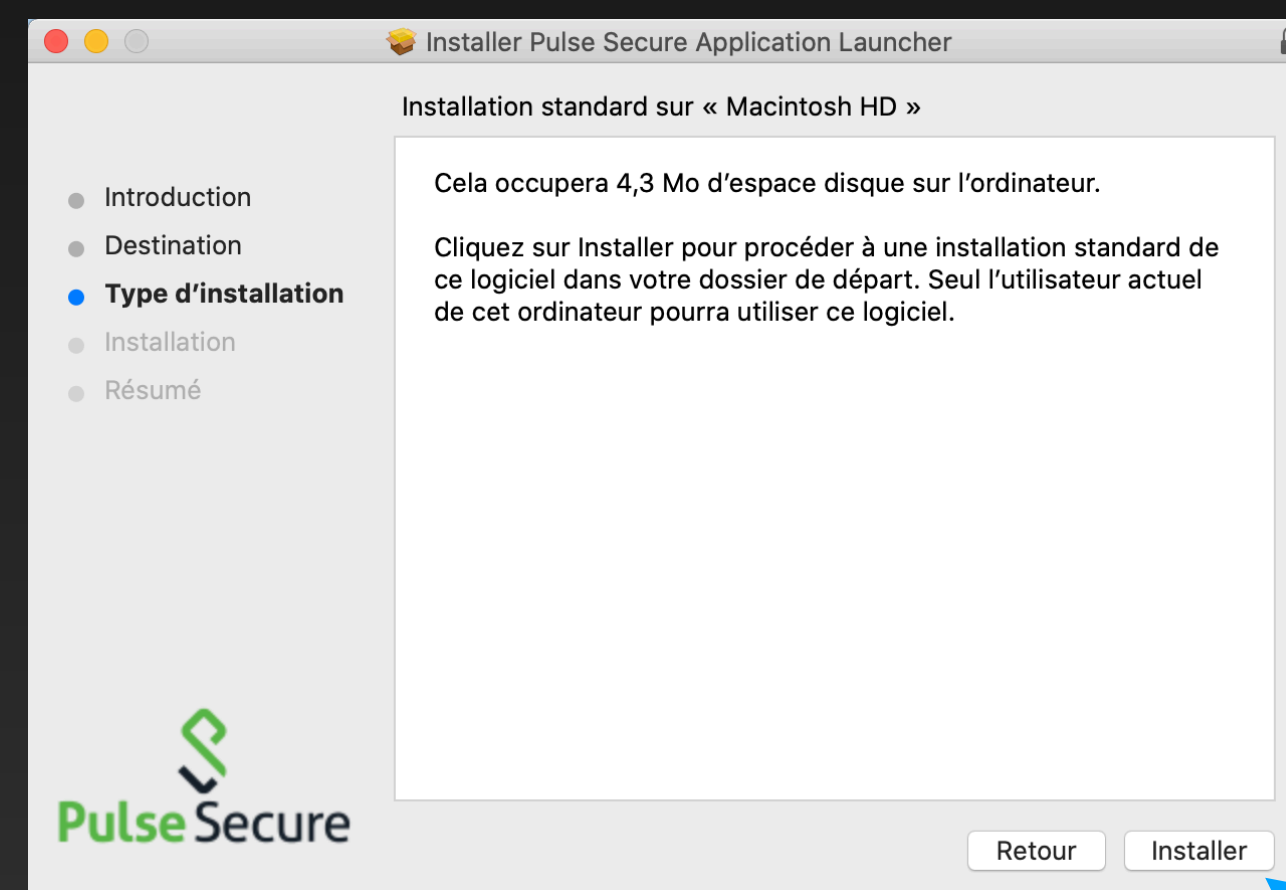 Installer Pulse Secure Application Launcher
Installation standard sur « Macintosh HD »
Introduction
Destination
Type d’installation
Installation
Résumé
Cela occupera 4,3 Mo d’espace disque sur l’ordinateur.
Cliquez sur Installer pour procéder à une installation standard de
ce logiciel dans votre dossier de départ. Seul l’utilisateur actuel
de cet ordinateur pourra utiliser ce logiciel.
Pulse Secure
Retour
Installer